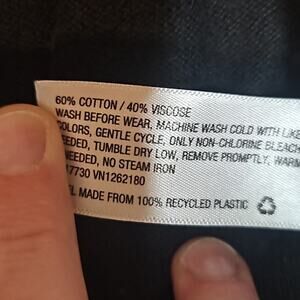 60% COTTON / 40% VISCOSE
WASH BEFORE WEAR, MACHINE WASH COLD WITH LIKE
COLORS, GENTLE CYCLE, ONLY NON-CHLORINE BLEACH
NEEDED, TUMBLE DRY LOW, REMOVE PROMPTLY, WARM
NEEDED, NO STEAM IRON
17730 VN1262180
MADE FROM 100% RECYCLED PLASTIC